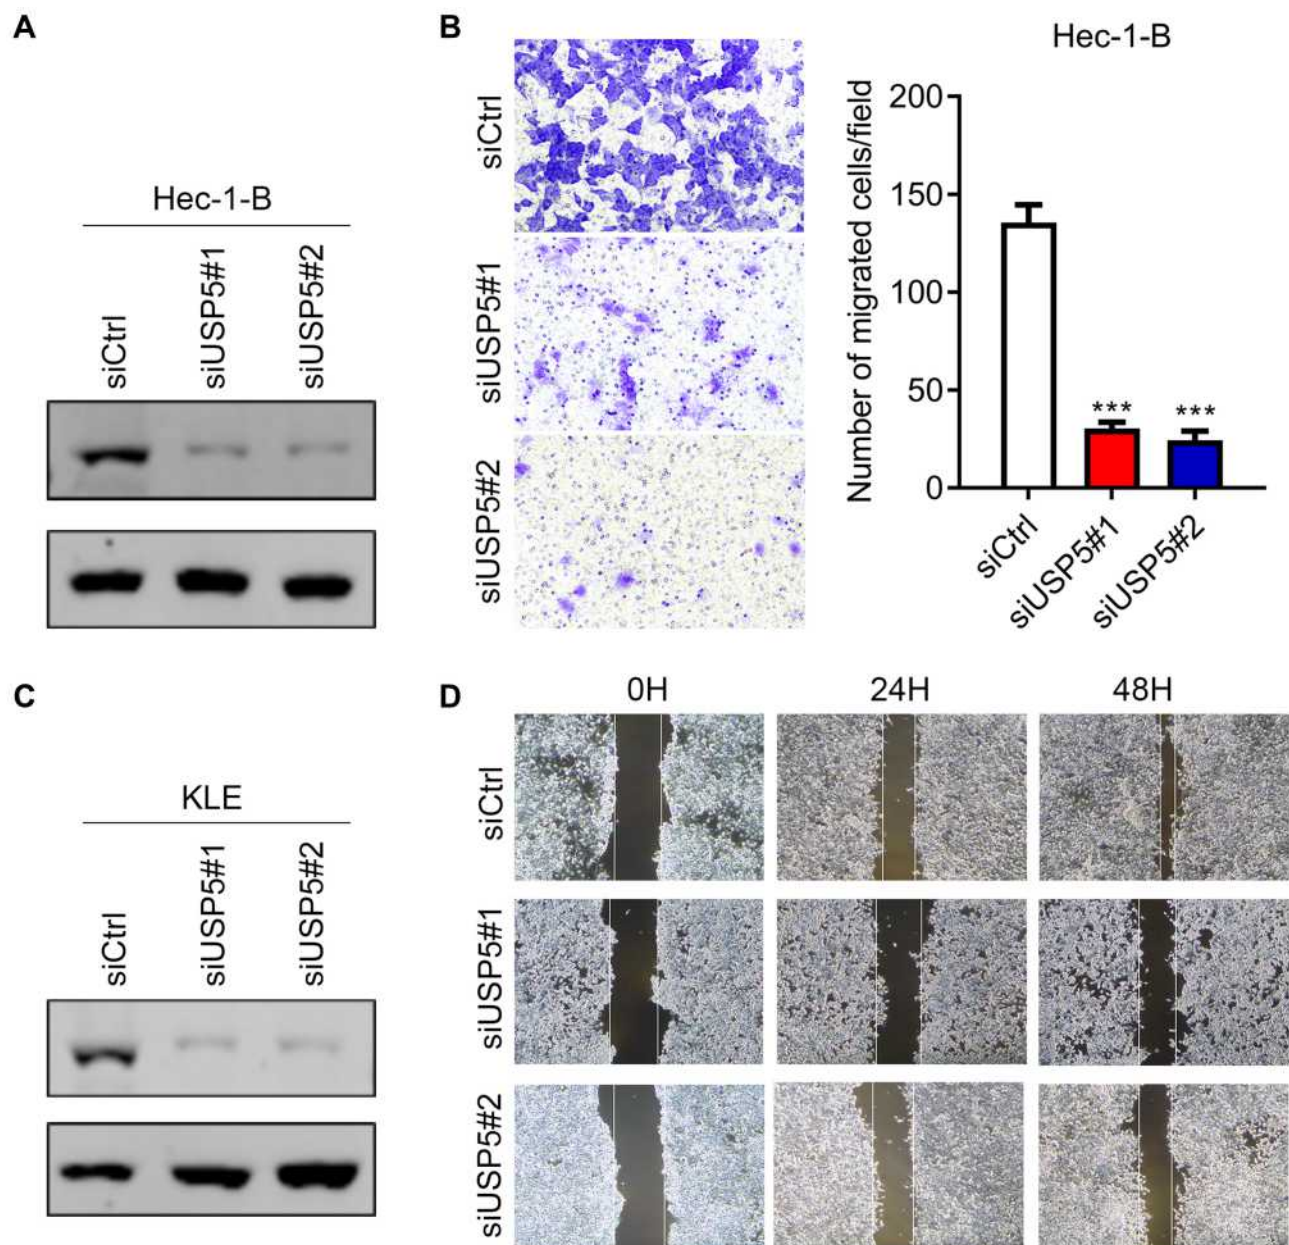 A
Hec-1-B
siCtrl
siUSP5#1
siUSP5#2
B
siCtrl
siUSP5#1
siUSP5#2
Hec-1-B
Number of migrated cells/field
200
150
100
50
0
***
***
siCtrl
siUSP5#1
siUSP5#2
C
KLE
siCtrl
siUSP5#1
siUSP5#2
D
0H
24H
48H
siCtrl
siUSP5#1
siUSP5#2